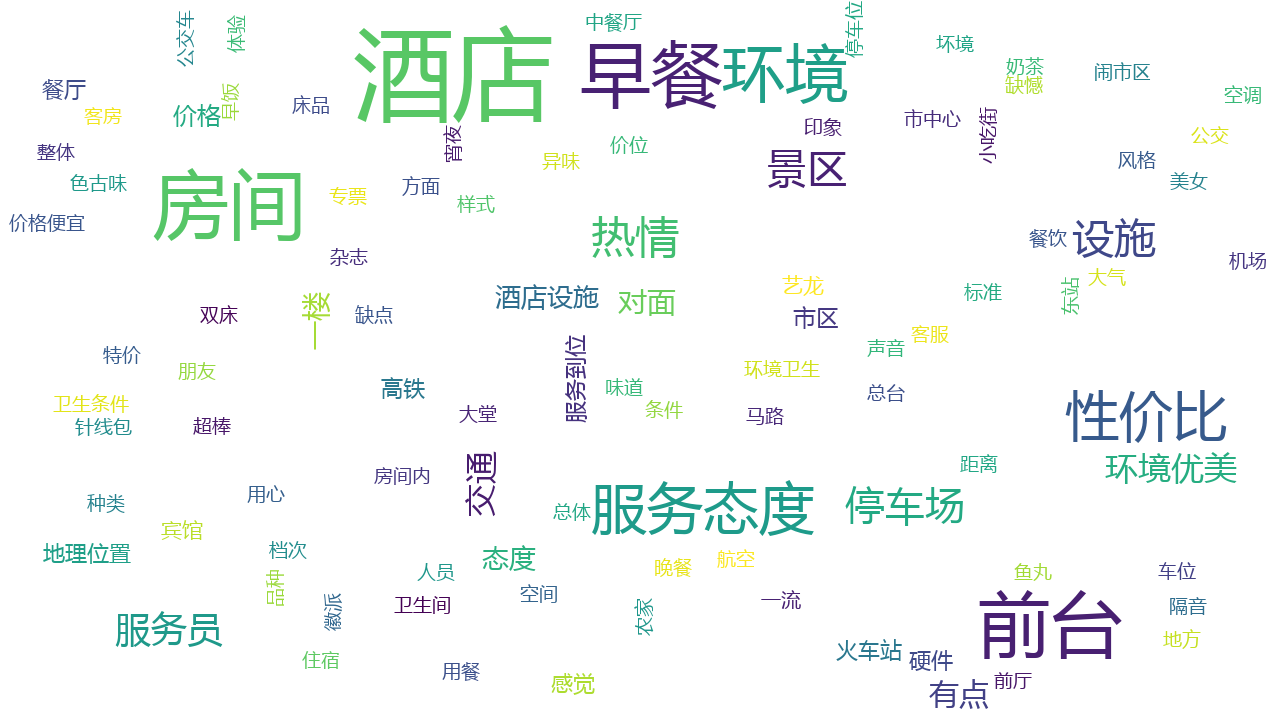 酒店
早餐
环境
房间
前台
服务态度
性价比
景区
热情
设施
停车场
服务员
环境优美
交通
对面
一楼
有点
酒店设施
态度
价格
市区
服务到位
高铁
地理位置
火车站
硬件
感觉
餐厅
宾馆
艺龙
公交车
体验
中餐厅
停车位
坏境
奶茶
缺憾
闹市区
空调
客房
早饭
床品
宵夜
异味
价位
印象
市中心
小吃街
公交
整体
色古味
专票
方面
样式
风格
美女
价格便宜
杂志
餐饮
机场
大气
标准
东站
双床
缺点
声音
客服
特价
朋友
环境卫生
味道
条件
总台
卫生条件
针线包
超棒
大堂
马路
房间内
距离
种类
用心
总体
档次
品种
徽派
人员
卫生间
空间
晚餐
航空
农家
一流
鱼丸
车位
隔音
地方
住宿
用餐
前厅